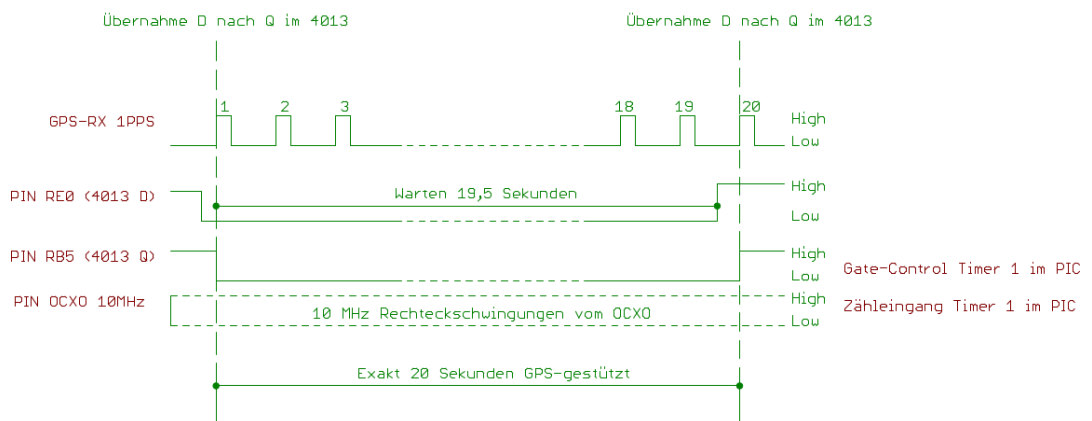 Übernahme D nach Q im 4013
Übernahme D nach Q im 4013
GPS-RX 1PPS
1
2
3
18
19
20
High
Low
PIN RE0 (4013 D)
Warten 19,5 Sekunden
High
Low
PIN RB5 (4013 Q)
High
Low
Gate-Control Timer 1 im PIC
PIN OCXO 10MHz
10 MHz Rechteckschwingungen vom OCXO
High
Low
Zähleingang Timer 1 im PIC
Exakt 20 Sekunden GPS-gestützt